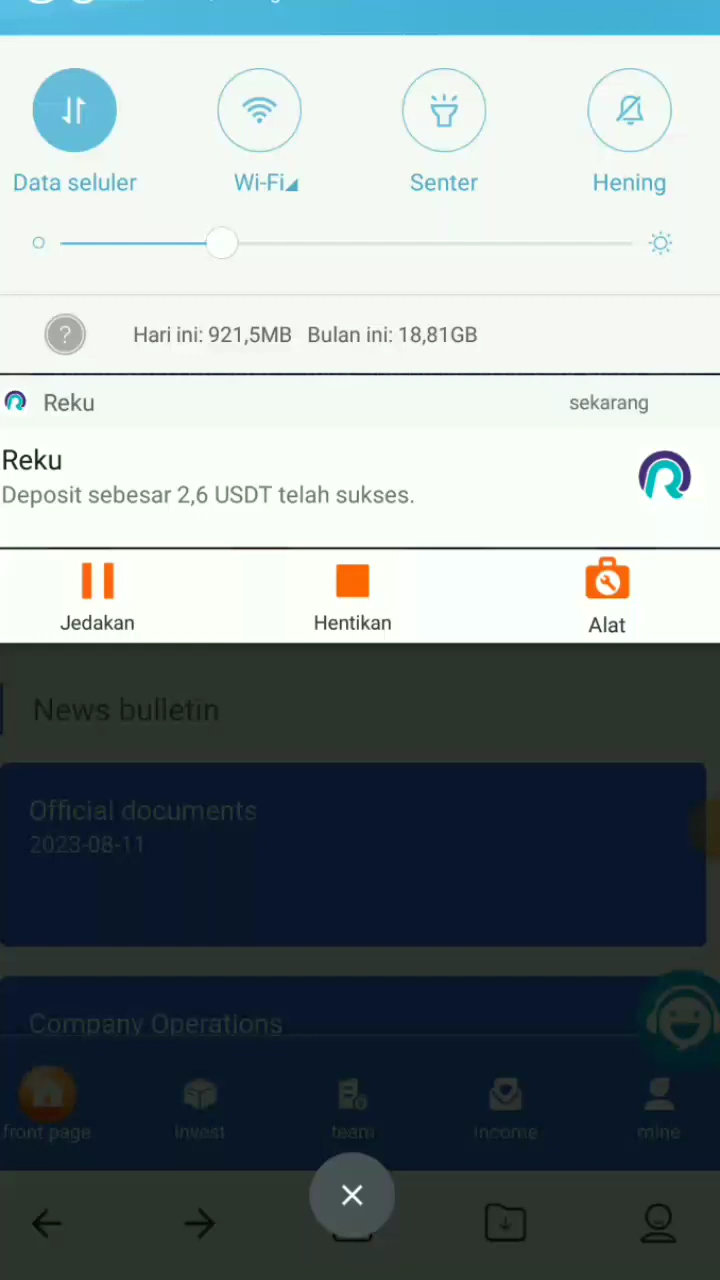 Data seluler
Wi-Fi
Senter
Hening
?
Hari ini: 921,5MB Bulan ini: 18,81GB
Reku
sekarang
Reku
Deposit sebesar 2,6 USDT telah sukses.
Jedakan
Hentikan
Alat
News bulletin
Official documents
2023-08-11
Company Operations
front page
Invest
team
income
mine